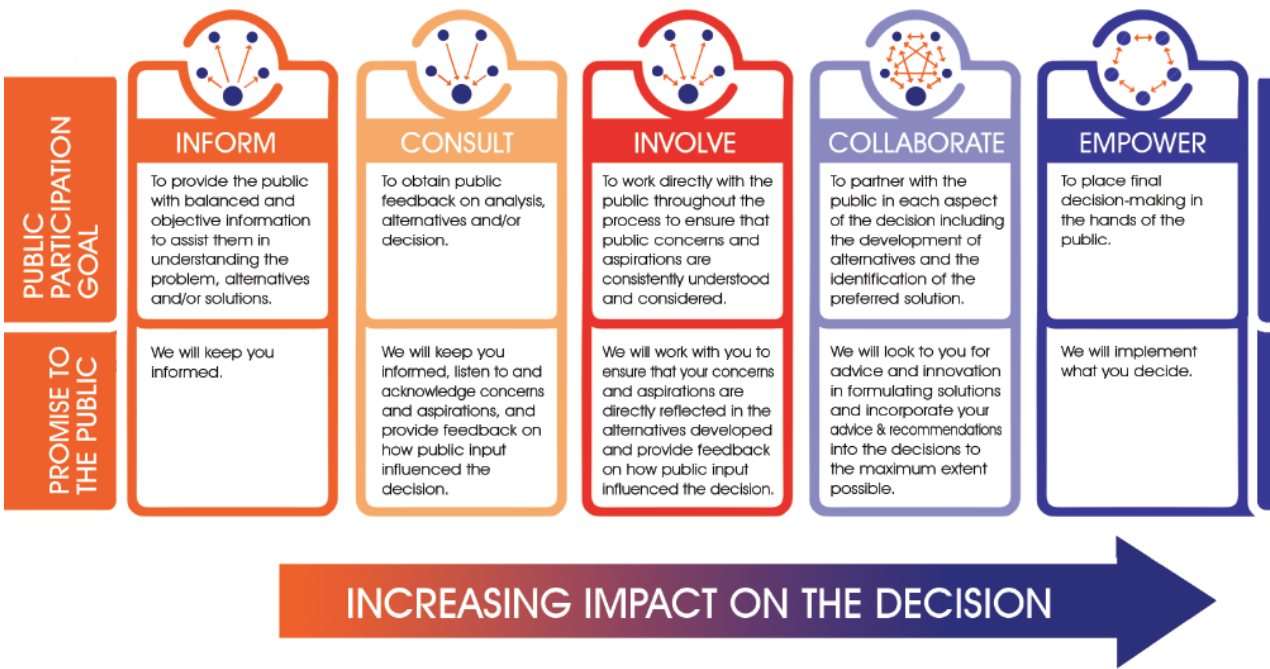 INFORM
CONSULT
INVOLVE
COLLABORATE
EMPOWER
PUBLIC
PARTICIPATION
GOAL
To provide the public
with balanced and
objective information
to assist them in
understanding the
problem, alternatives
and/or solutions.
To obtain public
feedback on analysis,
alternatives and/or
decision.
To work directly with the
public throughout the
process to ensure that
public concerns and
aspirations are
consistently understood
and considered.
To partner with the
public in each aspect
of the decision including
the development of
alternatives and the
identification of the
preferred solution.
To place final
decision-making in
the hands of the
public.
PROMISE TO
THE PUBLIC
We will keep you
informed.
We will keep you
informed, listen to and
acknowledge concerns
and aspirations, and
provide feedback on
how public input
influenced the
decision.
We will work with you to
ensure that your concerns
and aspirations are
directly reflected in the
alternatives developed
and provide feedback
on how public input
influenced the decision.
We will look to you for
advice and innovation
in formulating solutions
and incorporate your
advice & recommendations
into the decisions to
the maximum extent
possible.
We will implement
what you decide.
INCREASING IMPACT ON THE DECISION